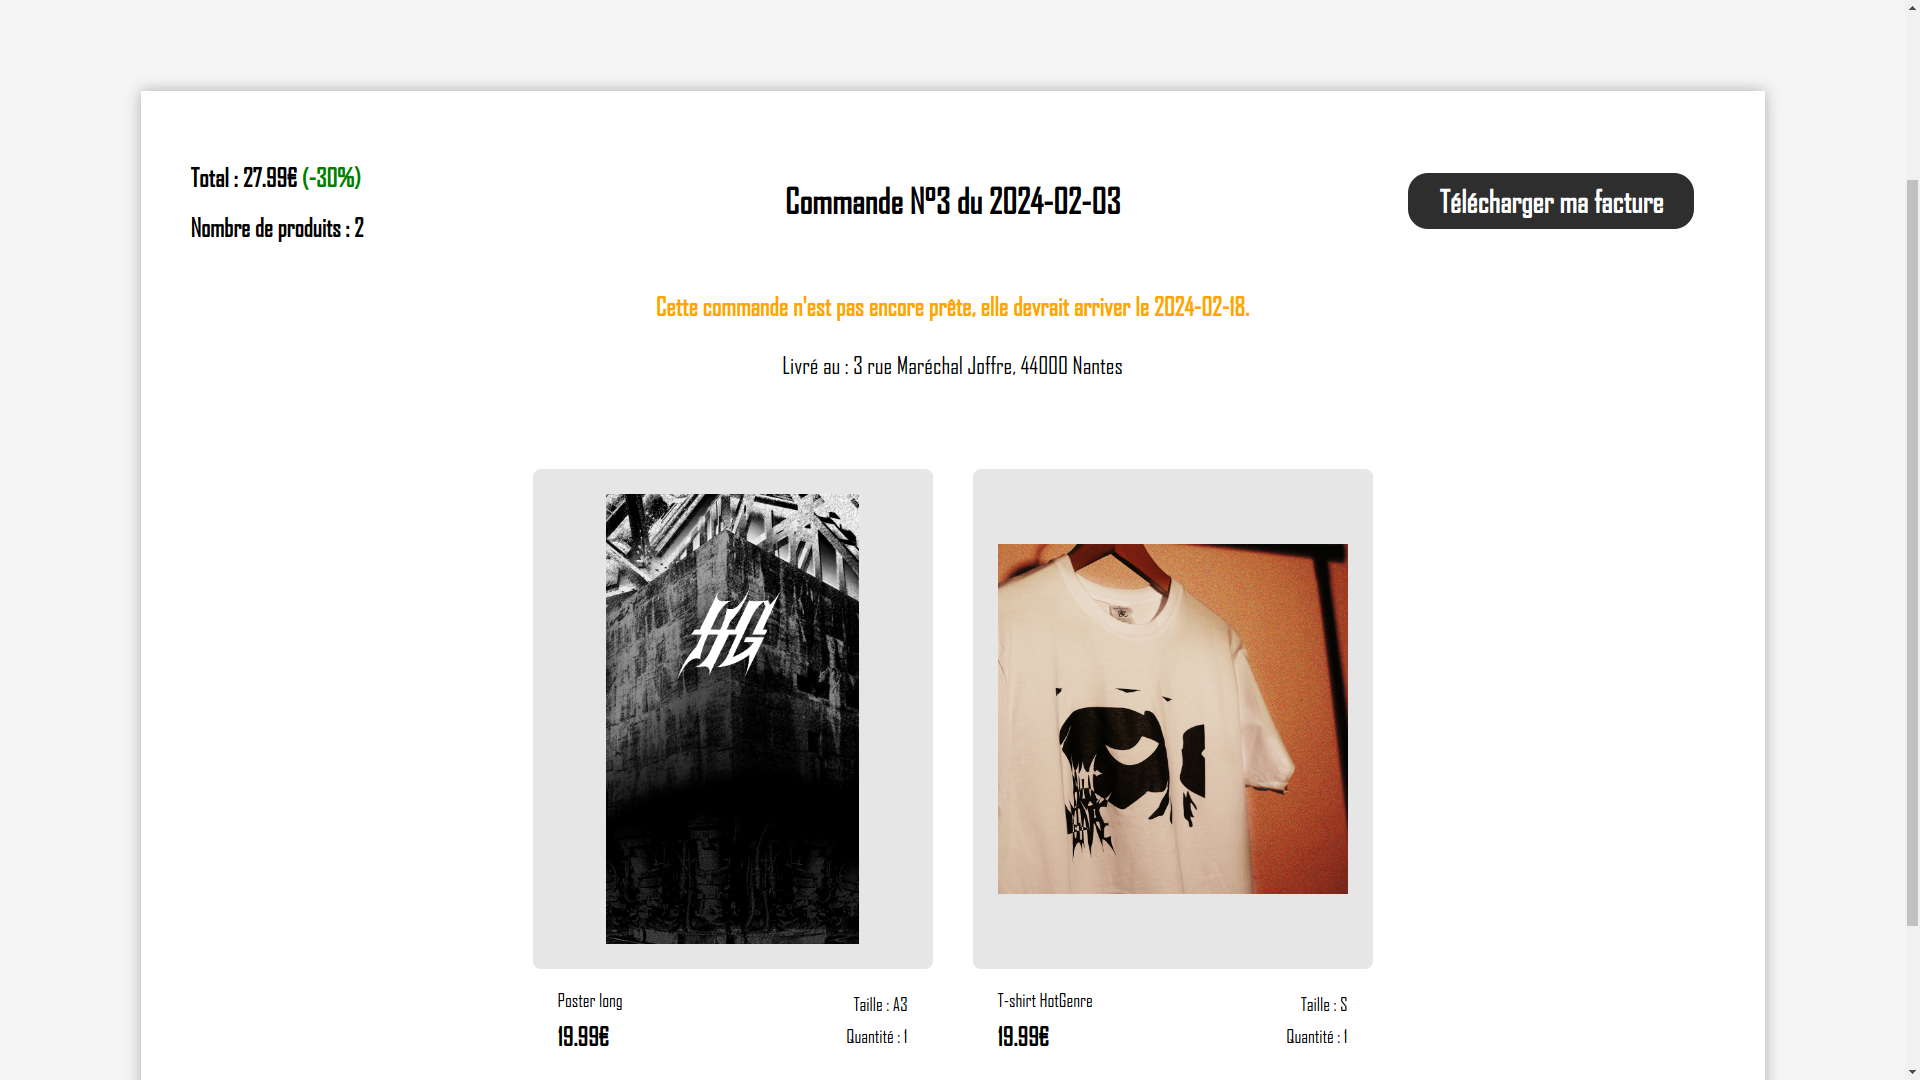 Total : 27.99€ (-30%)
Nombre de produits : 2
Commande N°3 du 2024-02-03
Télécharger ma facture
Cette commande n'est pas encore prête, elle devrait arriver le 2024-02-18.
Livré au : 3 rue Maréchal Joffre, 44000 Nantes
HG
Poster long
19.99€
Taille : A3
Quantité : 1
T-shirt HotGenre
19.99€
Taille : S
Quantité : 1